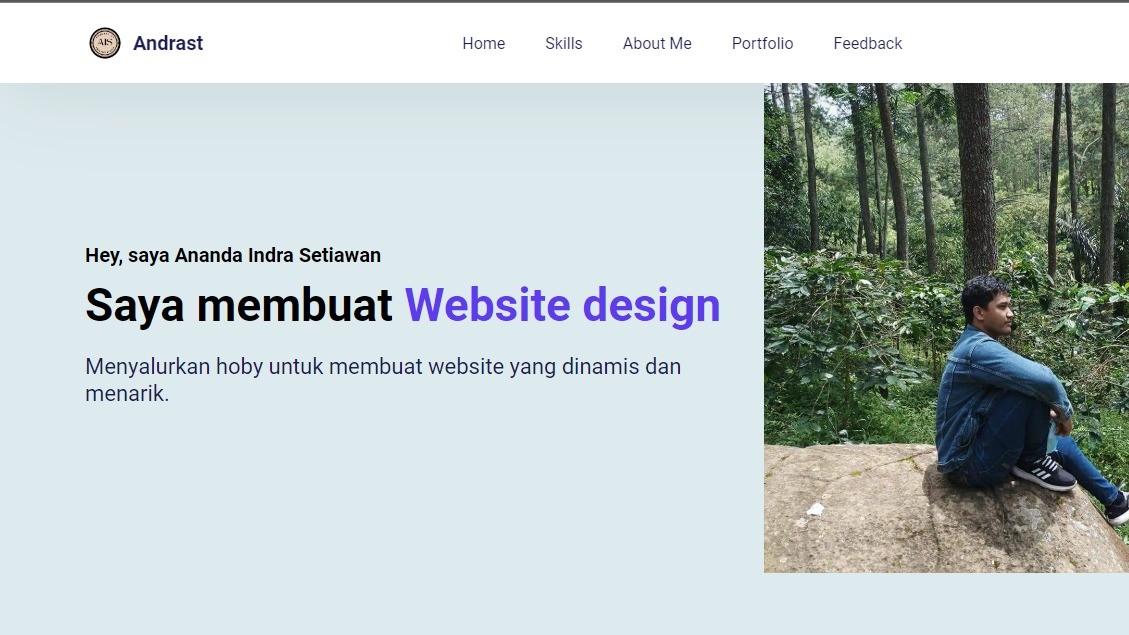 AIS
Andrast
Home Skills About Me Portfolio Feedback
Hey, saya Ananda Indra Setiawan
Saya membuat Website design
Menyalurkan hoby untuk membuat website yang dinamis dan
menarik.